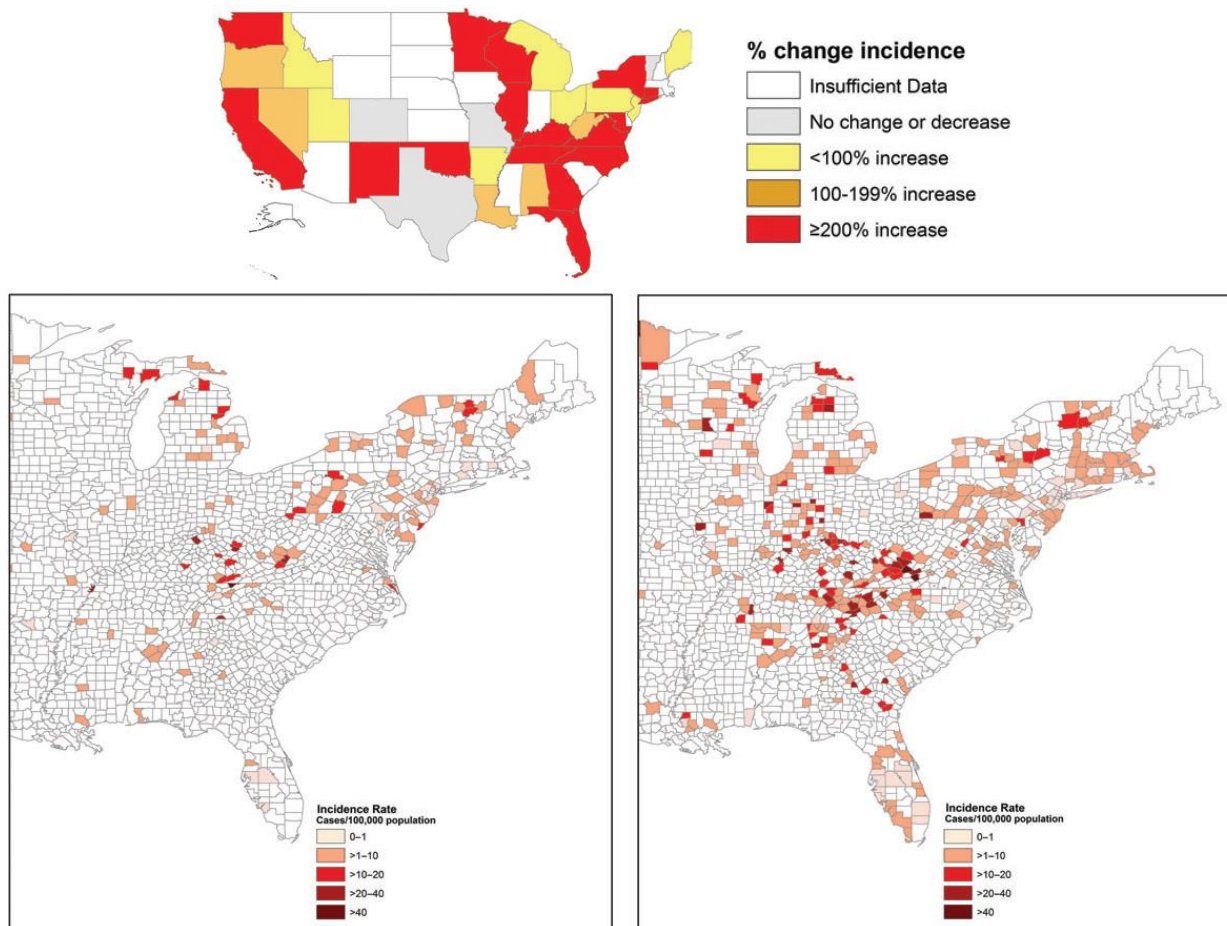 % change incidence
Insufficient Data
No change or decrease
<100% increase
100-199% increase
≥200% increase
Incidence Rate
Cases/100,000 population
0–1
>1–10
>10–20
>20–40
>40
Incidence Rate
Cases/100,000 population
0–1
>1–10
>10–20
>20–40
>40